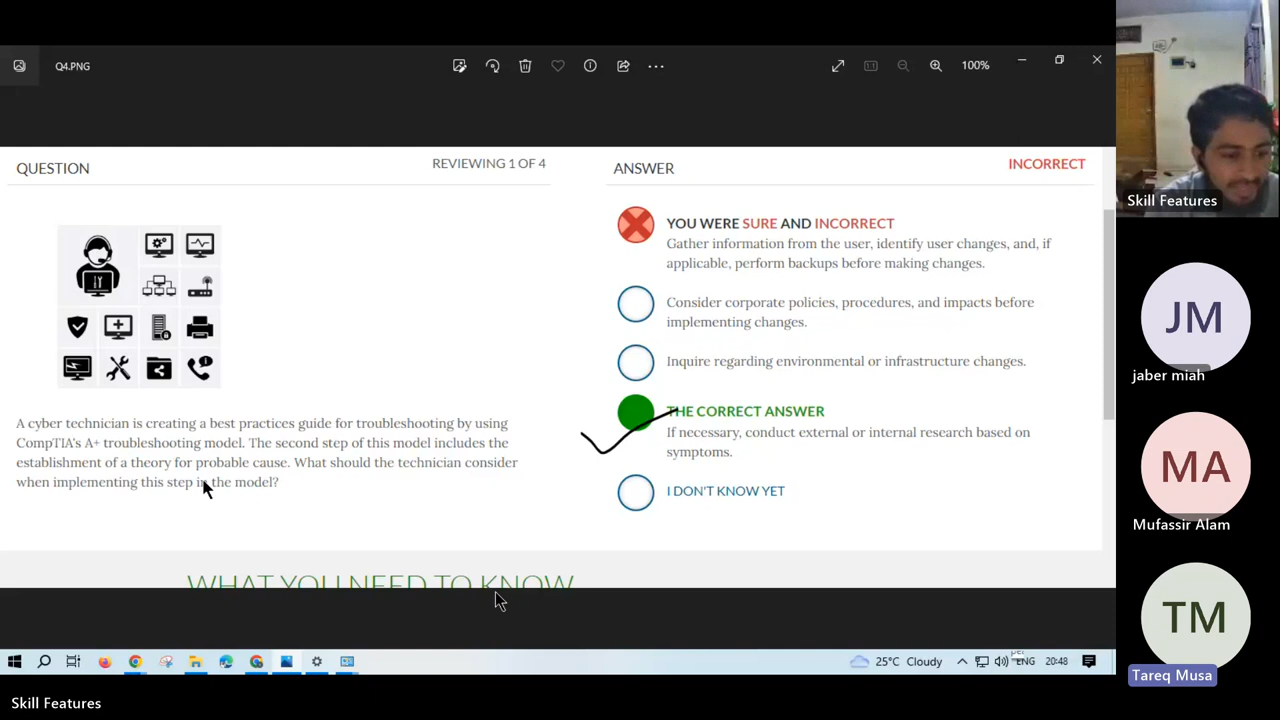 Q4.PNG
100%
QUESTION
REVIEWING 1 OF 4
A cyber technician is creating a best practices guide for troubleshooting by using
CompTIA's A+ troubleshooting model. The second step of this model includes the
establishment of a theory for probable cause. What should the technician consider
when implementing this step in the model?
ANSWER
INCORRECT
YOU WERE SURE AND INCORRECT
Gather information from the user, identify user changes, and, if
applicable, perform backups before making changes.
Consider corporate policies, procedures, and impacts before
implementing changes.
Inquire regarding environmental or infrastructure changes.
THE CORRECT ANSWER
If necessary, conduct external or internal research based on
symptoms.
I DON'T KNOW YET
WHAT YOU NEED TO KNOW
25°C Cloudy
ENG
20:48
Skill Features
Skill Features
JM
jaber miah
MA
Mufassir Alam
TM
Tareq Musa